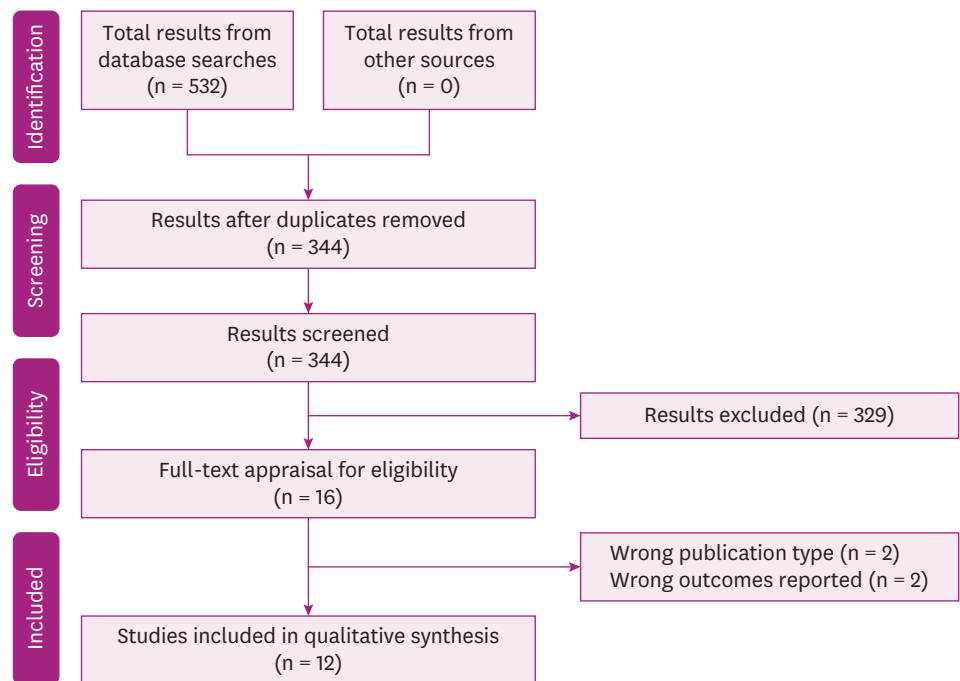 Identification
Total results from
database searches
(n = 532)
Total results from
other sources
(n = 0)
Screening
Results after duplicates removed
(n = 344)
Results screened
(n = 344)
Eligibility
Results excluded (n = 329)
Full-text appraisal for eligibility
(n = 16)
Included
Wrong publication type (n = 2)
Wrong outcomes reported (n = 2)
Studies included in qualitative synthesis
(n = 12)